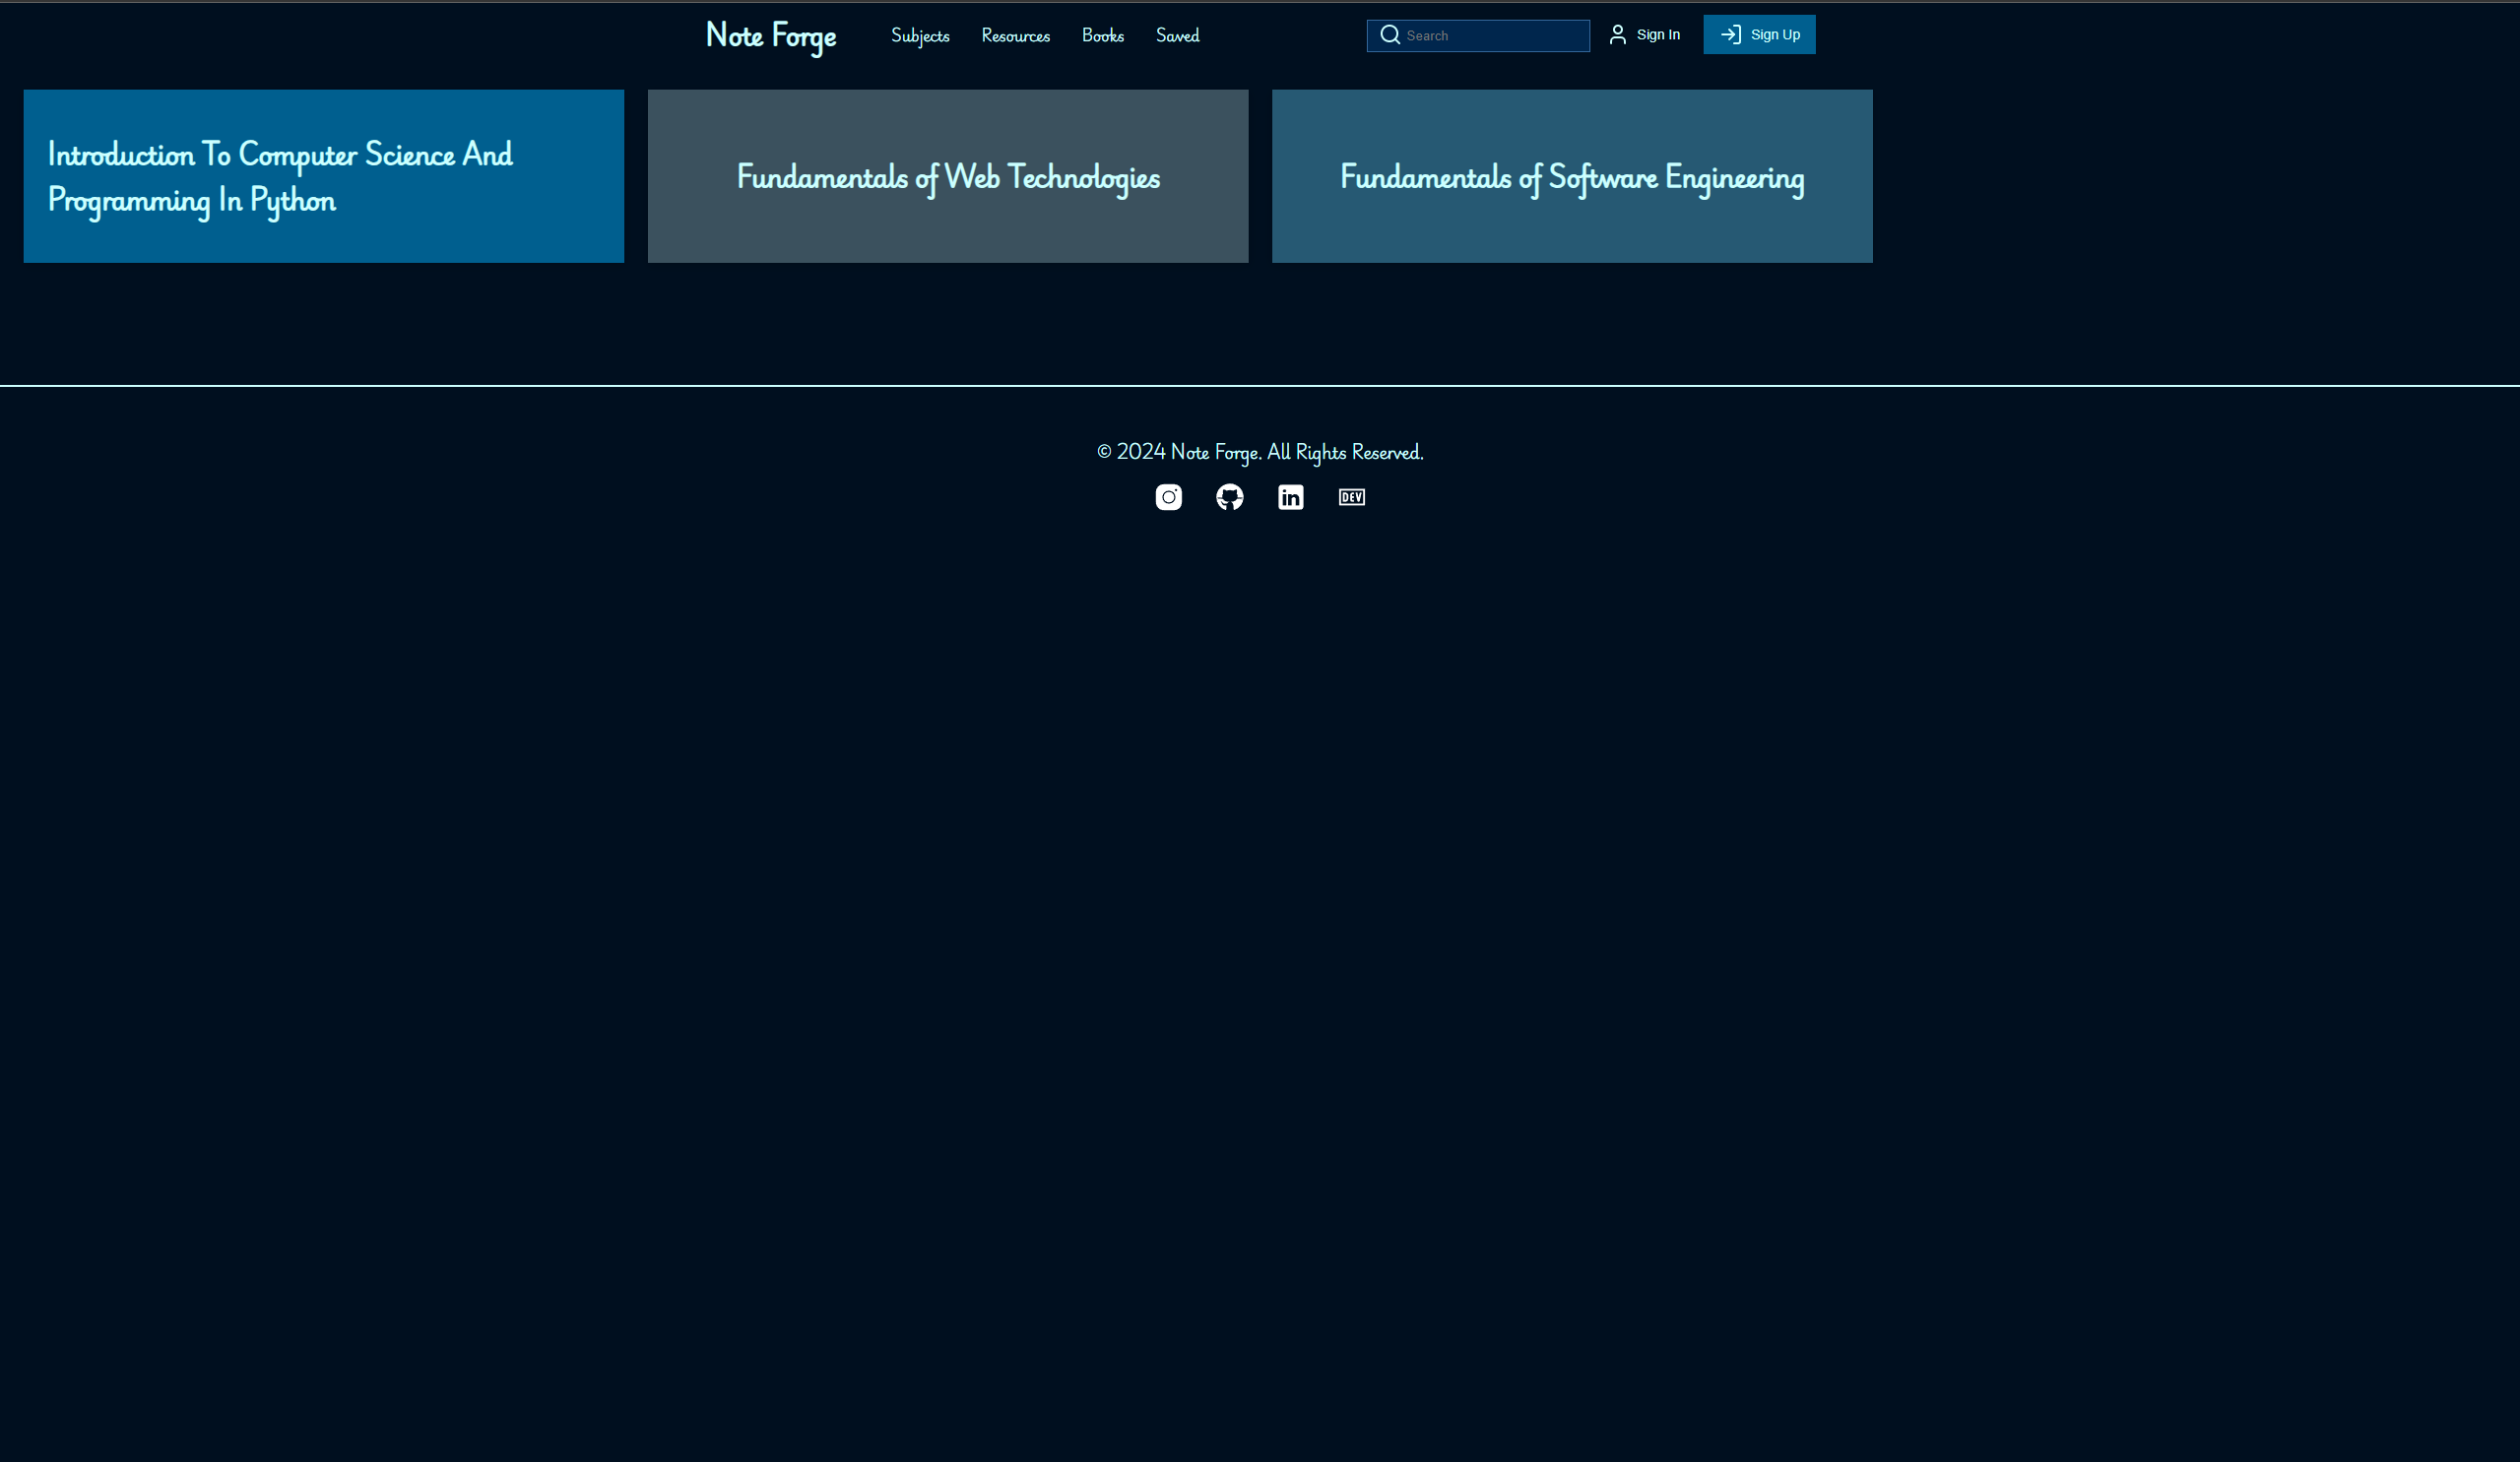 Note Forge
Subjects
Resources
Books
Saved
Search
Sign In
Sign Up
Introduction To Computer Science And
Programming In Python
Fundamentals of Web Technologies
Fundamentals of Software Engineering
© 2024 Note Forge. All Rights Reserved.
in
DEV